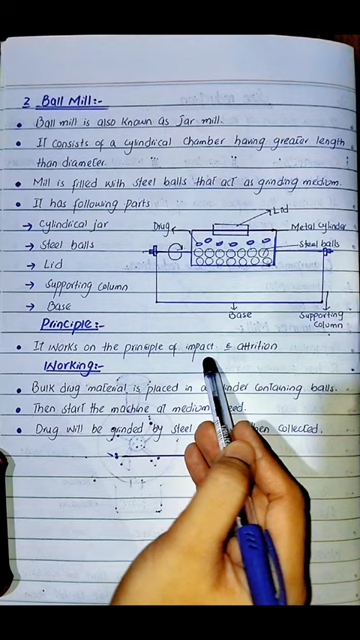 2 Ball Mill:-
• Ball mill is also known as jar mill.
• It consists of a cylindrical chamber having greater length
than diameter.
• Mill is filled with steel balls that act as grinding medium.
• It has following parts
→ Cylindrical jar
→ Steel balls
→ Lid
→ Supporting column
→ Base
Lid
Drug
Metal cylinder
Steel balls
Base
Supporting
column
Principle:-
• It works on the principle of impact & attrition
Working:-
• Bulk drug material is placed in a containing balls.
• Then start the machine at medium
• Drug will be grinded by steel then collected.